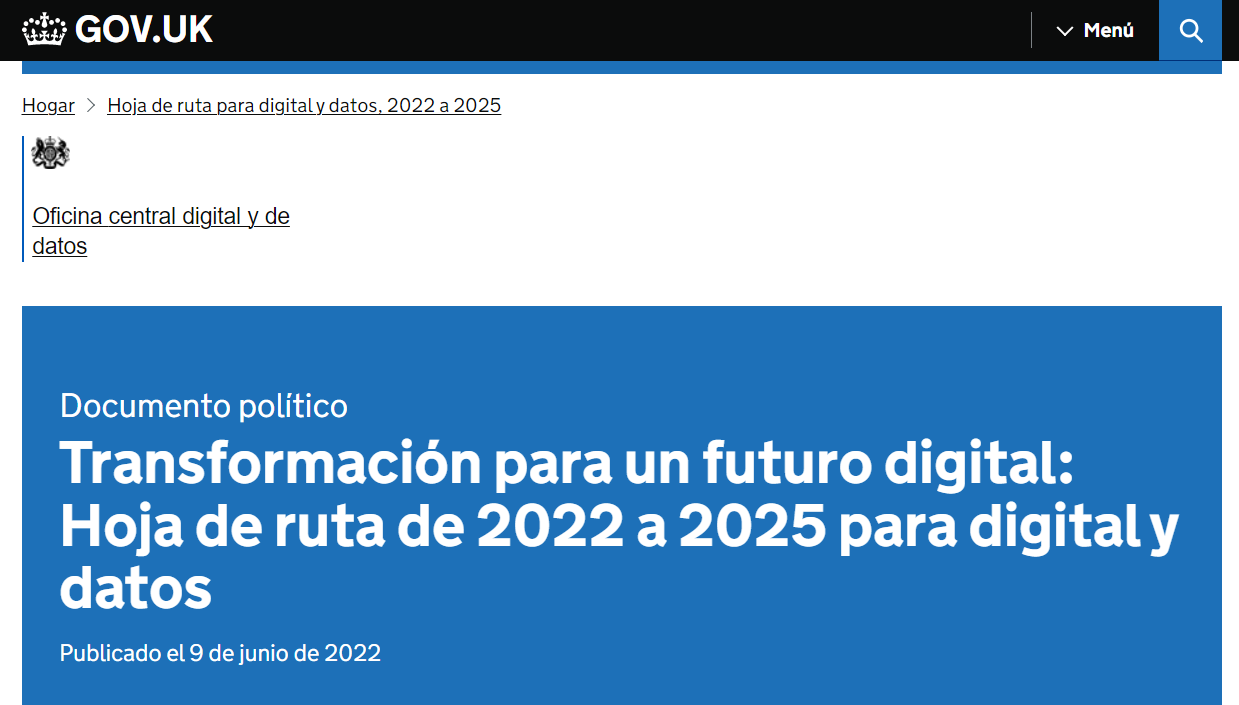 GOV.UK
Menú
Hogar > Hoja de ruta para digital y datos, 2022 a 2025
Oficina central digital y de
datos
Documento político
Transformación para un futuro digital:
Hoja de ruta de 2022 a 2025 para digital y
datos
Publicado el 9 de junio de 2022